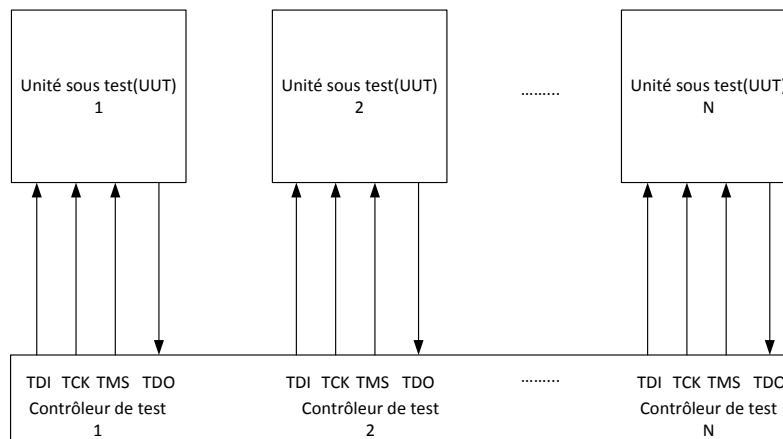 Unité sous test(UUT)
1
Unité sous test(UUT)
2
.........
Unité sous test(UUT)
N
TDI TCK TMS TDO
Contrôleur de test
1
TDI TCK TMS TDO
Contrôleur de test
2
.........
TDI TCK TMS TDO
Contrôleur de test
N